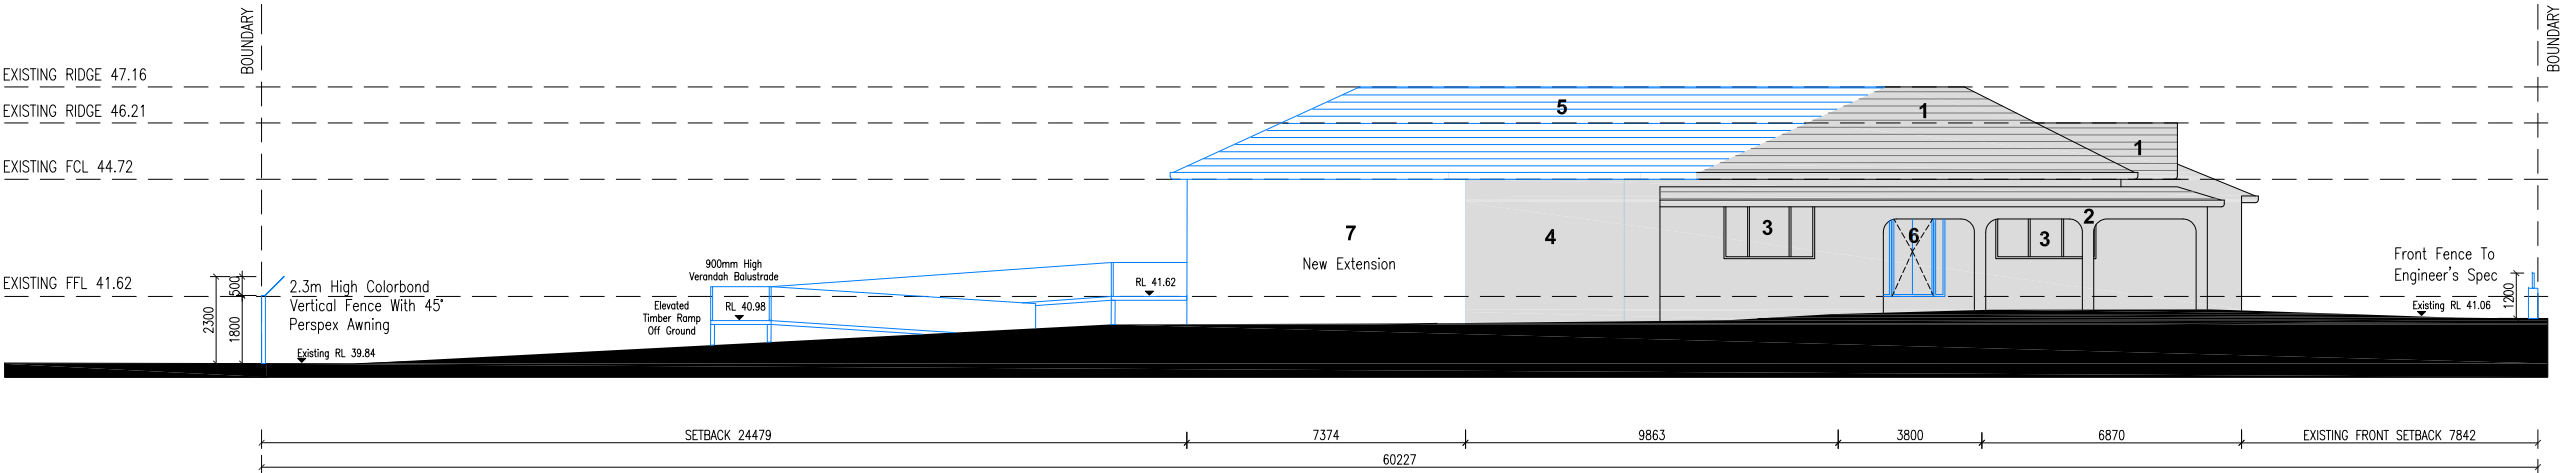 BOUNDARY
BOUNDARY
EXISTING RIDGE 47.16
EXISTING RIDGE 46.21
EXISTING FCL 44.72
EXISTING FFL 41.62
2300
500
1800
2.3m High Colorbond
Vertical Fence With 45°
Perspex Awning
Existing RL 39.84
900mm High
Verandah Balustrade
Elevated
Timber Ramp
Off Ground
RL 40.98
RL 41.62
5
1
1
7
New Extension
4
3
6
3
2
Front Fence To
Engineer's Spec
Existing RL 41.06
1200
SETBACK 24479
7374
9863
3800
6870
EXISTING FRONT SETBACK 7842
60227